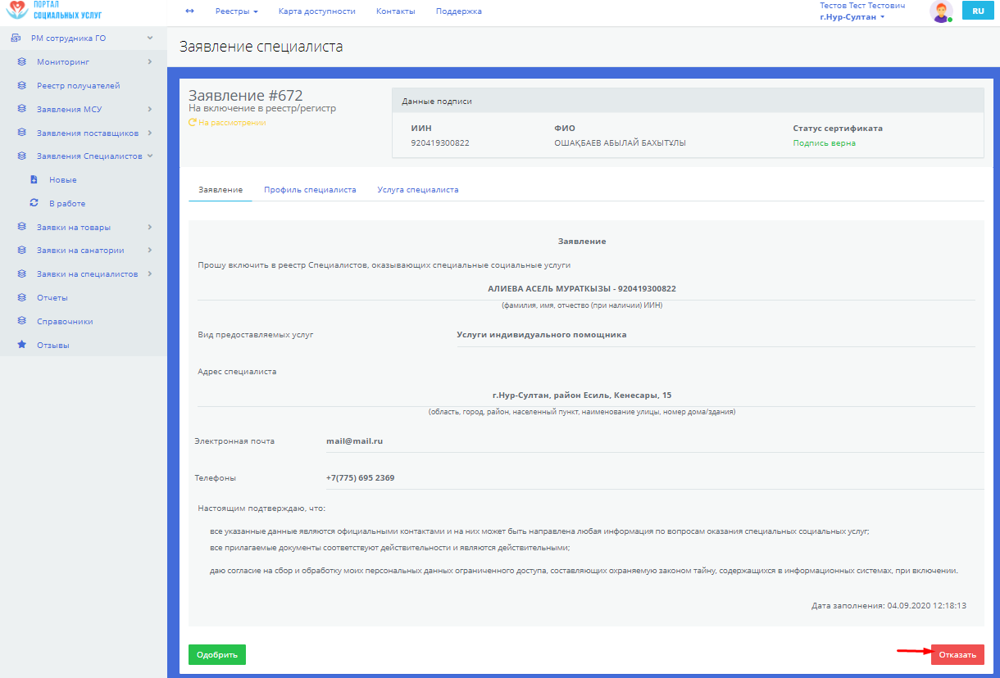 ПОРТАЛ
СОЦИАЛЬНЫХ УСЛУГ
Реестры
Карта доступности
Контакты
Поддержка
Тестов Тест Тестович
г.Нур-Султан
RU
РМ сотрудника ГО
Мониторинг
Реестр получателей
Заявления МСУ
Заявления поставщиков
Заявления Специалистов
Новые
В работе
Заявки на товары
Заявки на санатории
Заявки на специалистов
Отчеты
Справочники
Отзывы
Заявление специалиста
Заявление #672
На включение в реестр/регистр
На рассмотрении
Данные подписи
ИИН ФИО Статус сертификата
920419300822 ОШАҚБАЕВ АБЫЛАЙ БАХЫТҰЛЫ Подпись верна
Заявление Профиль специалиста Услуга специалиста
Заявление
Прошу включить в реестр Специалистов, оказывающих специальные социальные услуги
АЛИЕВА АСЕЛЬ МУРАТКЫЗЫ - 920419300822
(фамилия, имя, отчество (при наличии) ИИН)
Вид предоставляемых услуг Услуги индивидуального помощника
Адрес специалиста
г.Нур-Султан, район Есиль, Кенесары, 15
(область, город, район, населенный пункт, наименование улицы, номер дома/здания)
Электронная почта mail@mail.ru
Телефоны +7(775) 695 2369
Настоящим подтверждаю, что:
все указанные данные являются официальными контактами и на них может быть направлена любая информация по вопросам оказания специальных социальных услуг;
все прилагаемые документы соответствуют действительности и являются действительными;
даю согласие на сбор и обработку моих персональных данных ограниченного доступа, составляющих охраняемую законом тайну, содержащихся в информационных системах, при включении.
Дата заполнения: 04.09.2020 12:18:13
Одобрить
Отказать